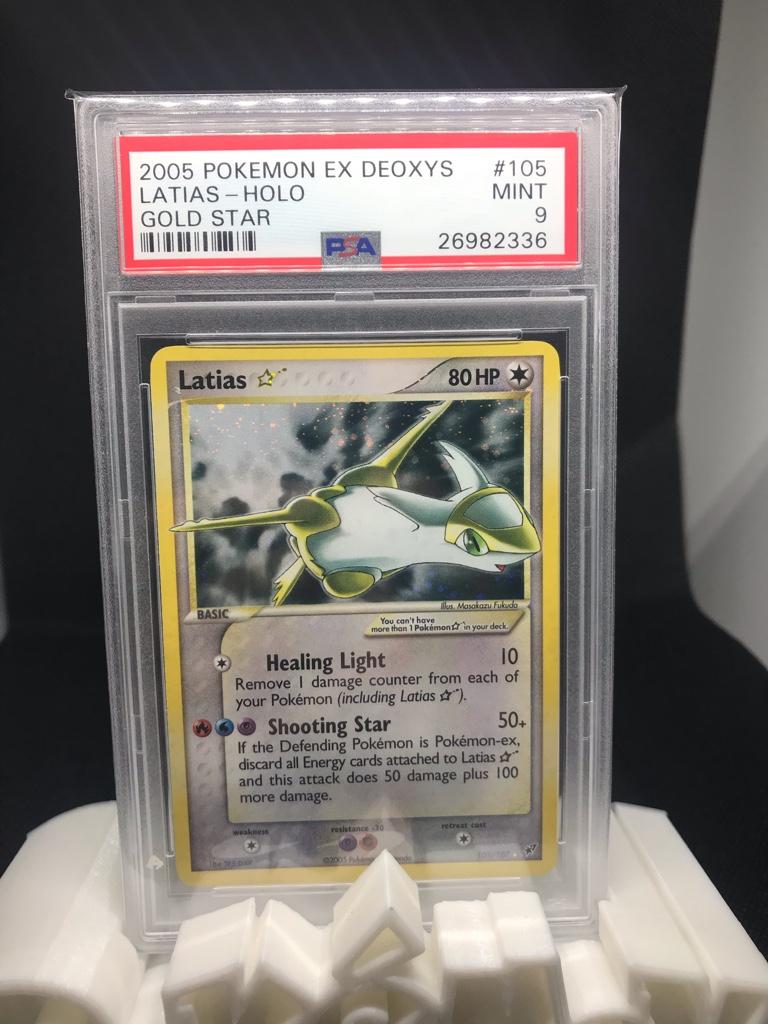 2005 POKEMON EX DEOXYS #105
LATIAS - HOLO MINT
GOLD STAR 9
PSA 26982336
Latias ☆ 80 HP
Illus. Masakazu Fukuda
BASIC
You can't have
more than 1 Pokémon ☆ in your deck.
Healing Light 10
Remove 1 damage counter from each of
your Pokémon (including Latias ☆).
Shooting Star 50+
If the Defending Pokémon is Pokémon-ex,
discard all Energy cards attached to Latias ☆
and this attack does 50 damage plus 100
more damage.
weakness resistance -30 retreat cost
©2005 Pokémon